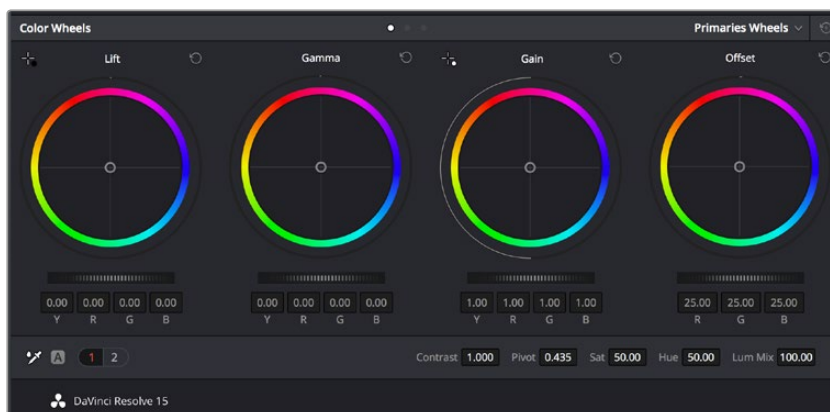 Color Wheels Primaries Wheels
Lift Gamma Gain Offset
0.00 0.00 0.00 0.00 0.00 0.00 0.00 0.00 1.00 1.00 1.00 1.00 25.00 25.00 25.00
Y R G B Y R G B Y R G B R G B
A 1 2 Contrast 1.000 Pivot 0.435 Sat 50.00 Hue 50.00 Lum Mix 100.00
DaVinci Resolve 15